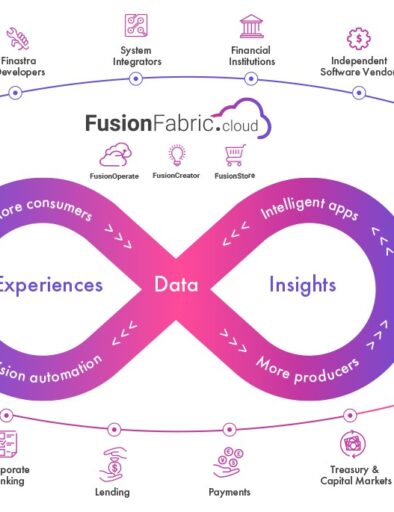 Finastra
Developers
System
Integrators
Financial
Institutions
Independent
Software Vendor
FusionFabric.cloud
FusionOperate
FusionCreator
FusionStore
ore consumers
Intelligent apps
Experiences
Data
Insights
sion automation
More producers
porate
nking
Lending
Payments
Treasury &
Capital Markets